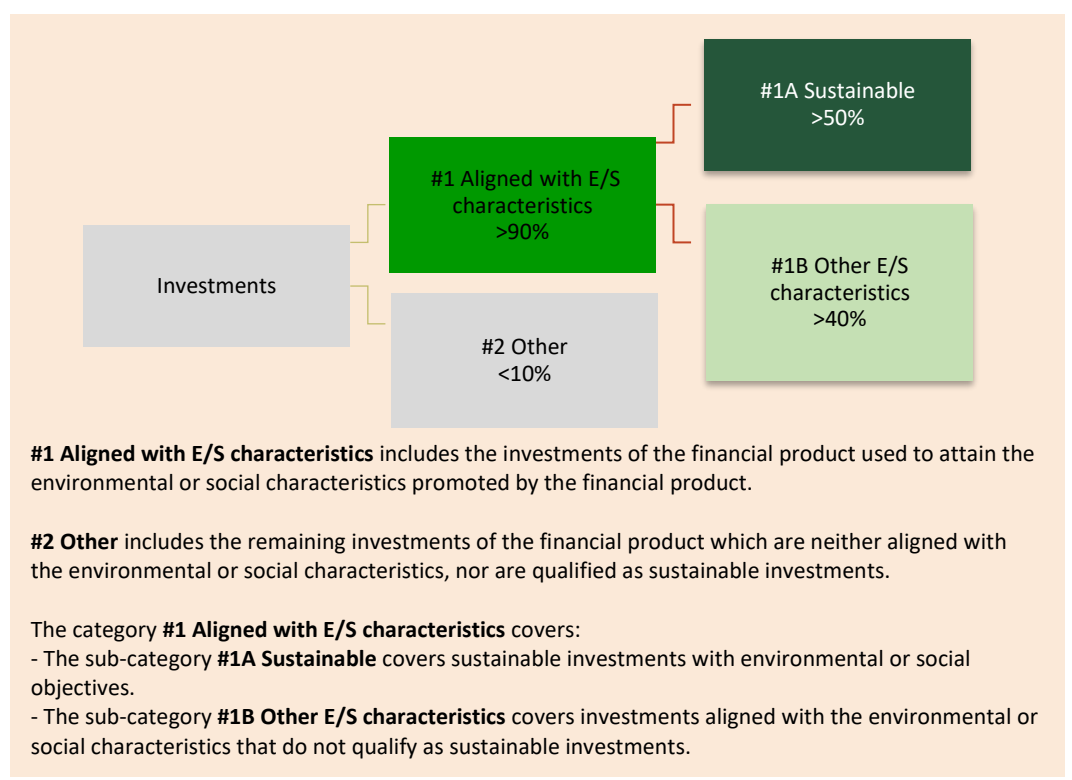 #1A Sustainable
>50%
#1 Aligned with E/S
characteristics
>90%
#1B Other E/S
characteristics
>40%
Investments
#2 Other
<10%
#1 Aligned with E/S characteristics includes the investments of the financial product used to attain the
environmental or social characteristics promoted by the financial product.
#2 Other includes the remaining investments of the financial product which are neither aligned with
the environmental or social characteristics, nor are qualified as sustainable investments.
The category #1 Aligned with E/S characteristics covers:
- The sub-category #1A Sustainable covers sustainable investments with environmental or social
objectives.
- The sub-category #1B Other E/S characteristics covers investments aligned with the environmental or
social characteristics that do not qualify as sustainable investments.